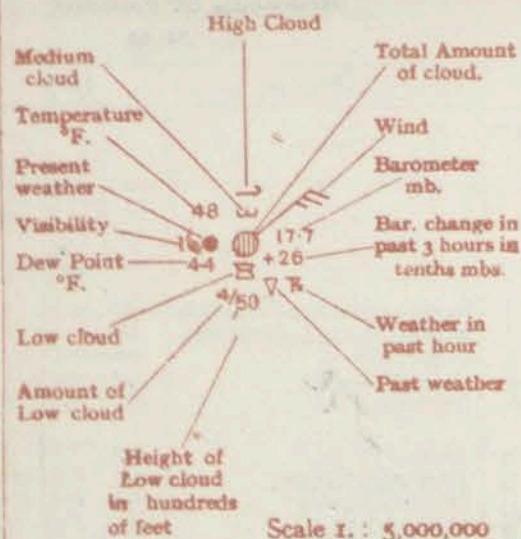 High Cloud
Medium
cloud
Total Amount
of cloud.
Temperature
°F.
Wind
Present
weather
Barometer
mb.
48
Visibility
17.7
Bar. change in
past 3 hours in
tenths mbs.
+26
Dew Point
°F.
44
4/50
Low cloud
Weather in
past hour
Amount of
Low cloud
Past weather
Height of
Low cloud
in hundreds
of feet
Scale 1. : 5,000,000